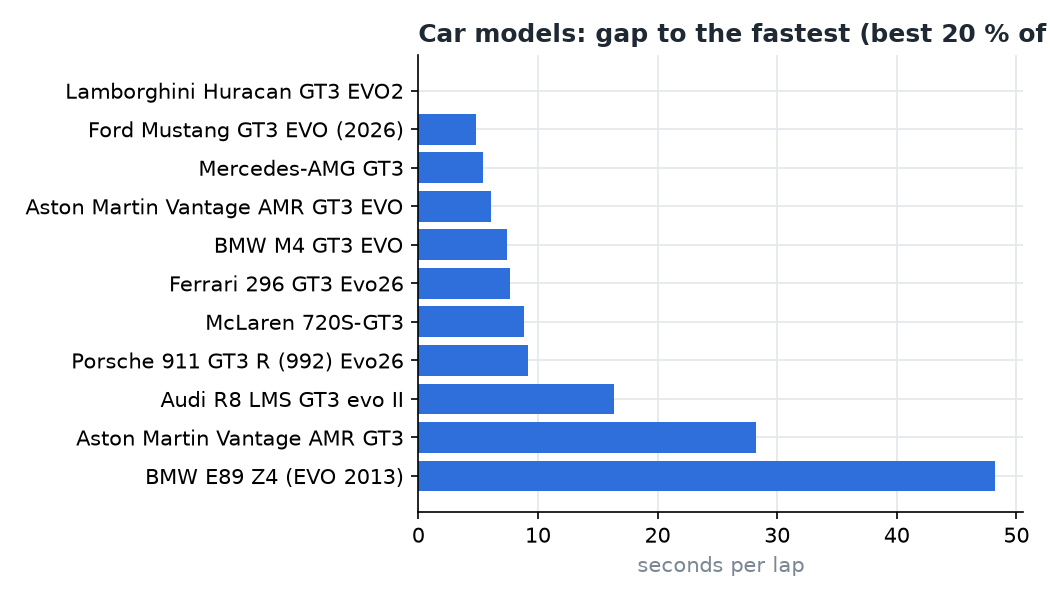 Car models: gap to the fastest (best 20 % of
Lamborghini Huracan GT3 EVO2
Ford Mustang GT3 EVO (2026)
Mercedes-AMG GT3
Aston Martin Vantage AMR GT3 EVO
BMW M4 GT3 EVO
Ferrari 296 GT3 Evo26
McLaren 720S-GT3
Porsche 911 GT3 R (992) Evo26
Audi R8 LMS GT3 evo II
Aston Martin Vantage AMR GT3
BMW E89 Z4 (EVO 2013)
0 10 20 30 40 50
seconds per lap